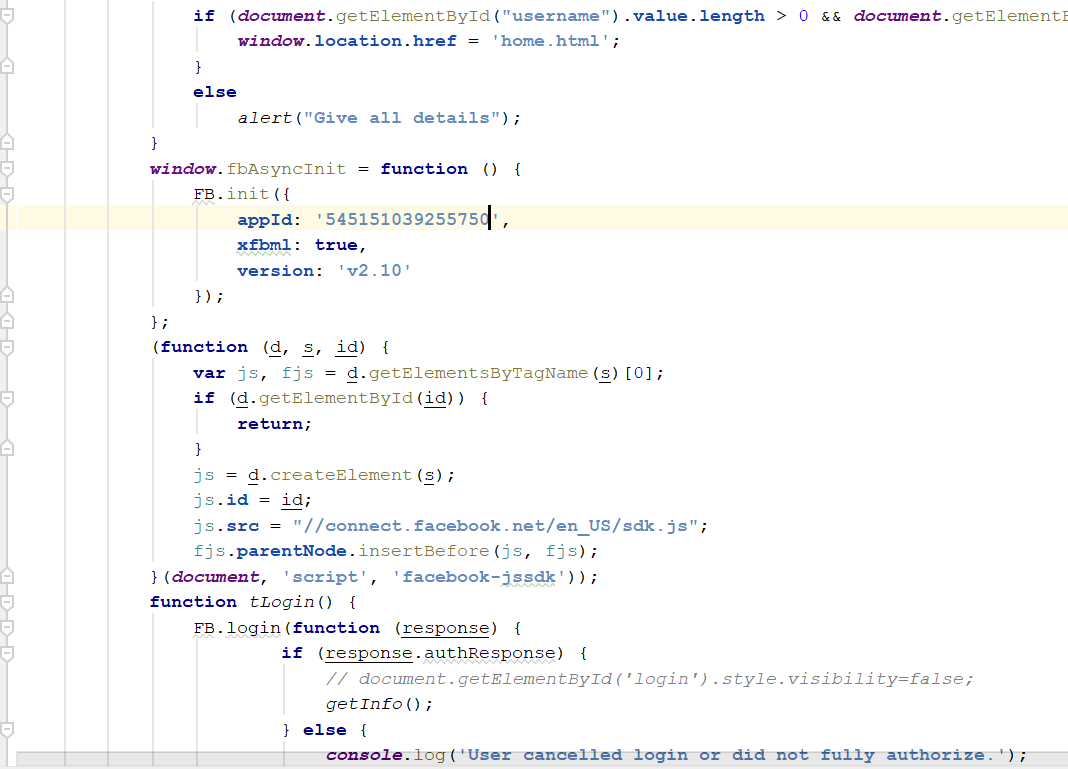 if (document.getElementById("username").value.length > 0 && document.getElement
window.location.href = 'home.html';
}
else
alert("Give all details");
}
window.fbAsyncInit = function () {
FB.init({
appId: '545151039255750',
xfbml: true,
version: 'v2.10'
});
};
(function (d, s, id) {
var js, fjs = d.getElementsByTagName(s)[0];
if (d.getElementById(id)) {
return;
}
js = d.createElement(s);
js.id = id;
js.src = "//connect.facebook.net/en_US/sdk.js";
fjs.parentNode.insertBefore(js, fjs);
}(document, 'script', 'facebook-jssdk'));
function tLogin() {
FB.login(function (response) {
if (response.authResponse) {
// document.getElementById('login').style.visibility=false;
getInfo();
} else {
console.log('User cancelled login or did not fully authorize.');